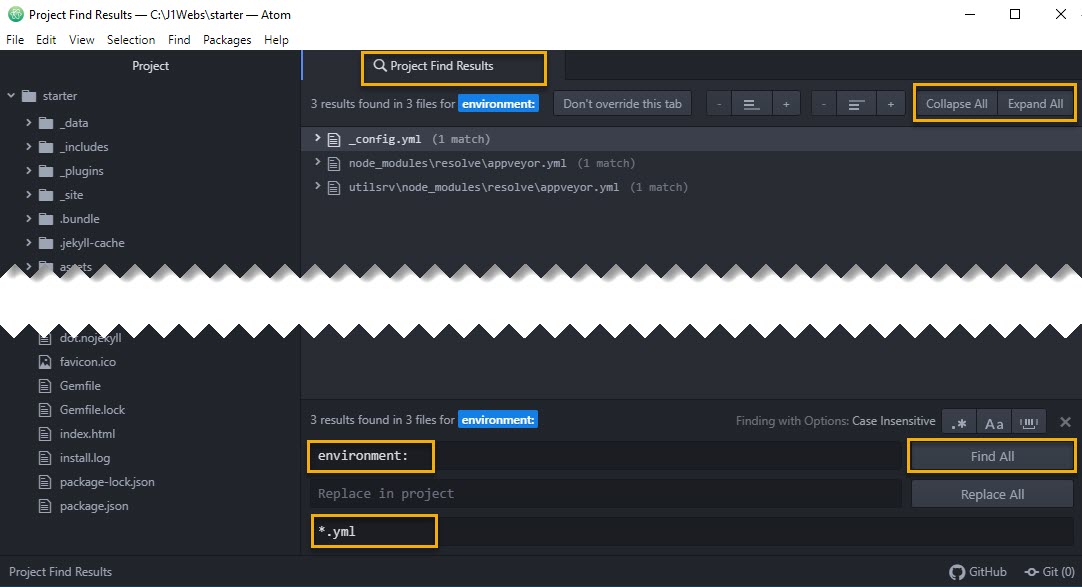 Project Find Results — C:\J1Webs\starter — Atom
File Edit View Selection Find Packages Help
Project
Project Find Results
starter
_data
_includes
_plugins
_site
.bundle
.jekyll-cache
assets
3 results found in 3 files for environment: Don't override this tab - + - + Collapse All Expand All
_config.yml (1 match)
node_modules\resolve\appveyor.yml (1 match)
utilsrv\node_modules\resolve\appveyor.yml (1 match)
dot.nojekyll
favicon.ico
Gemfile
Gemfile.lock
index.html
install.log
package-lock.json
package.json
3 results found in 3 files for environment: Finding with Options: Case Insensitive .* Aa
environment: Find All
Replace in project Replace All
*.yml
Project Find Results GitHub Git (0)